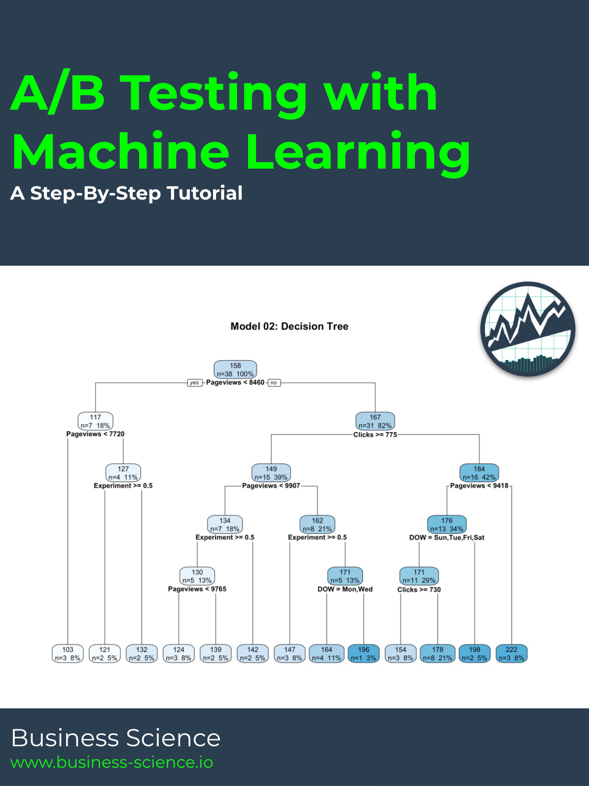 A/B Testing with
Machine Learning
A Step-By-Step Tutorial
Model 02: Decision Tree
158
n=38 100%
yes Pageviews < 8460 no
117
n=7 18%
Pageviews < 7720
167
n=31 82%
Clicks >= 775
127
n=4 11%
Experiment >= 0.5
149
n=15 39%
Pageviews < 9907
184
n=16 42%
Pageviews < 9418
134
n=7 18%
Experiment >= 0.5
162
n=8 21%
Experiment >= 0.5
176
n=13 34%
DOW = Sun,Tue,Fri,Sat
130
n=5 13%
Pageviews < 9765
171
n=5 13%
DOW = Mon,Wed
171
n=11 29%
Clicks >= 730
103
n=3 8%
121
n=2 5%
132
n=2 5%
124
n=3 8%
139
n=2 5%
142
n=2 5%
147
n=3 8%
164
n=4 11%
196
n=1 3%
154
n=3 8%
178
n=8 21%
198
n=2 5%
222
n=3 8%
Business Science
www.business-science.io